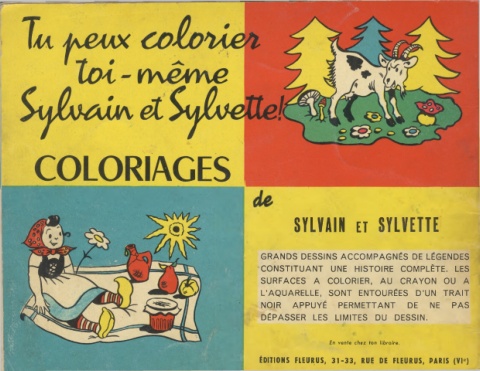 Tu peux colorier
toi-même
Sylvain et Sylvette!
COLORIAGES
de
SYLVAIN ET SYLVETTE
GRANDS DESSINS ACCOMPAGNÉS DE LÉGENDES
CONSTITUANT UNE HISTOIRE COMPLÈTE. LES
SURFACES A COLORIER, AU CRAYON OU A
L'AQUARELLE, SONT ENTOURÉES D'UN TRAIT
NOIR APPUYÉ PERMETTANT DE NE PAS
DÉPASSER LES LIMITES DU DESSIN.
En vente chez ton libraire.
ÉDITIONS FLEURUS, 31-33, RUE DE FLEURUS, PARIS (VIe)